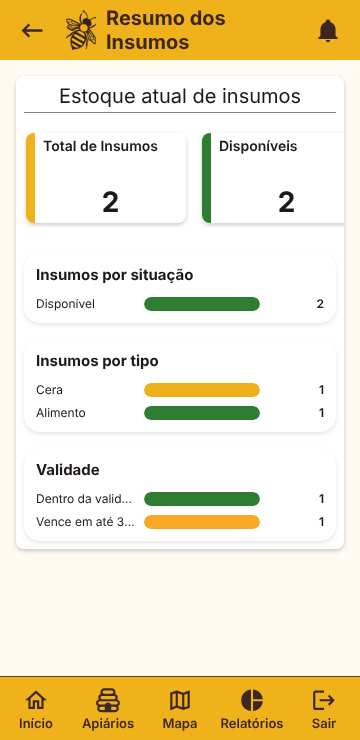 Resumo dos
Insumos
Estoque atual de insumos
Total de Insumos
2
Disponíveis
2
Insumos por situação
Disponível 2
Insumos por tipo
Cera 1
Alimento 1
Validade
Dentro da valid... 1
Vence em até 3... 1
Início Apiários Mapa Relatórios Sair